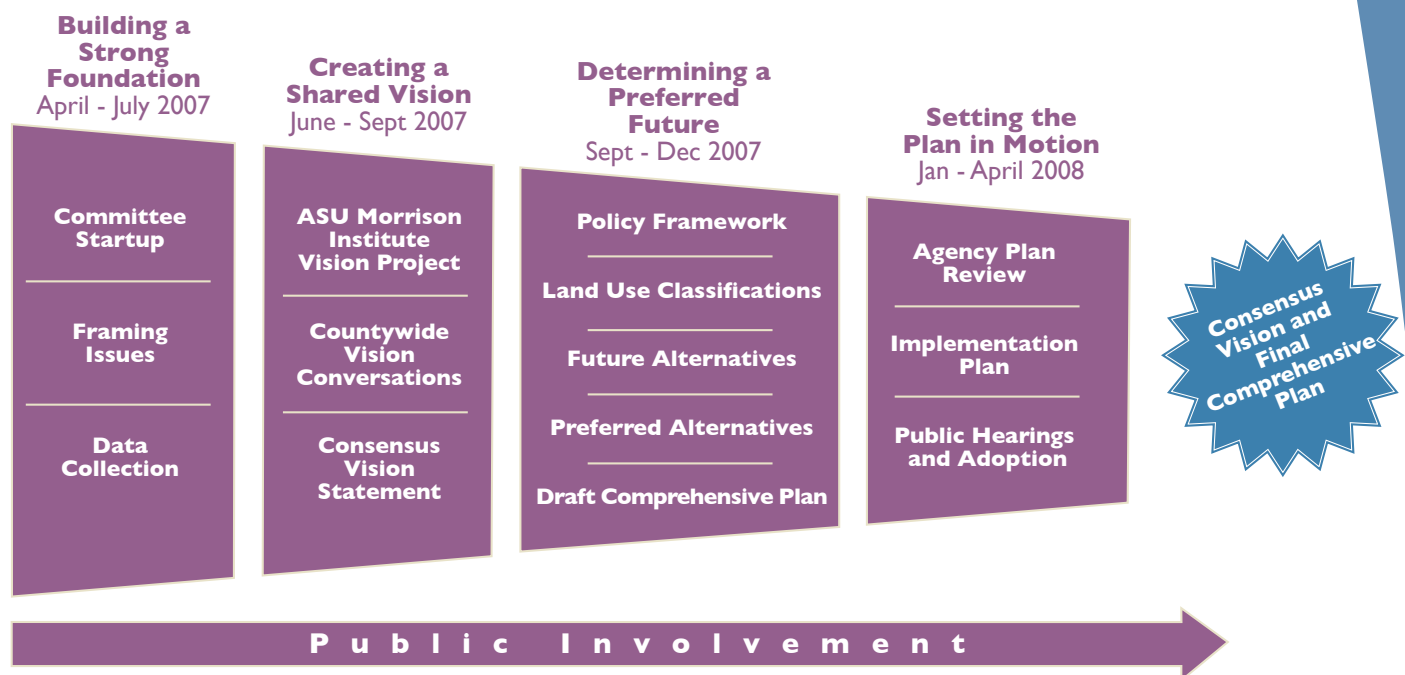 Building a
Strong
Foundation
April - July 2007
Committee
Startup
Framing
Issues
Data
Collection
Creating a
Shared Vision
June - Sept 2007
ASU Morrison
Institute
Vision Project
Countywide
Vision
Conversations
Consensus
Vision
Statement
Determining a
Preferred
Future
Sept - Dec 2007
Policy Framework
Land Use Classifications
Future Alternatives
Preferred Alternatives
Draft Comprehensive Plan
Setting the
Plan in Motion
Jan - April 2008
Agency Plan
Review
Implementation
Plan
Public Hearings
and Adoption
Consensus
Vision and
Final
Comprehensive
Plan
Public Involvement